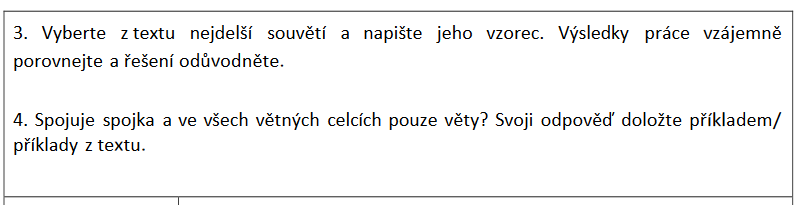 3. Vyberte z textu nejdelší souvětí a napište jeho vzorec. Výsledky práce vzájemně
porovnejte a řešení odůvodněte.
4. Spojuje spojka a ve všech větných celcích pouze věty? Svoji odpověď doložte příkladem/
příklady z textu.